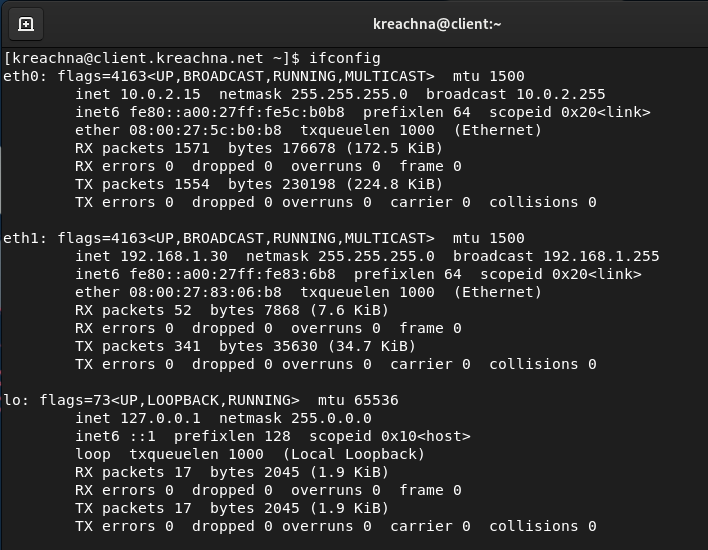 kreachna@client:~
[kreachna@client.kreachna.net ~]$ ifconfig
eth0: flags=4163<UP,BROADCAST,RUNNING,MULTICAST>  mtu 1500
        inet 10.0.2.15  netmask 255.255.255.0  broadcast 10.0.2.255
        inet6 fe80::a00:27ff:fe5c:b0b8  prefixlen 64  scopeid 0x20<link>
        ether 08:00:27:5c:b0:b8  txqueuelen 1000  (Ethernet)
        RX packets 1571  bytes 176678 (172.5 KiB)
        RX errors 0  dropped 0  overruns 0  frame 0
        TX packets 1554  bytes 230198 (224.8 KiB)
        TX errors 0  dropped 0 overruns 0  carrier 0  collisions 0

eth1: flags=4163<UP,BROADCAST,RUNNING,MULTICAST>  mtu 1500
        inet 192.168.1.30  netmask 255.255.255.0  broadcast 192.168.1.255
        inet6 fe80::a00:27ff:fe83:6b8  prefixlen 64  scopeid 0x20<link>
        ether 08:00:27:83:06:b8  txqueuelen 1000  (Ethernet)
        RX packets 52  bytes 7868 (7.6 KiB)
        RX errors 0  dropped 0  overruns 0  frame 0
        TX packets 341  bytes 35630 (34.7 KiB)
        TX errors 0  dropped 0 overruns 0  carrier 0  collisions 0

lo: flags=73<UP,LOOPBACK,RUNNING>  mtu 65536
        inet 127.0.0.1  netmask 255.0.0.0
        inet6 ::1  prefixlen 128  scopeid 0x10<host>
        loop  txqueuelen 1000  (Local Loopback)
        RX packets 17  bytes 2045 (1.9 KiB)
        RX errors 0  dropped 0  overruns 0  frame 0
        TX packets 17  bytes 2045 (1.9 KiB)
        TX errors 0  dropped 0 overruns 0  carrier 0  collisions 0